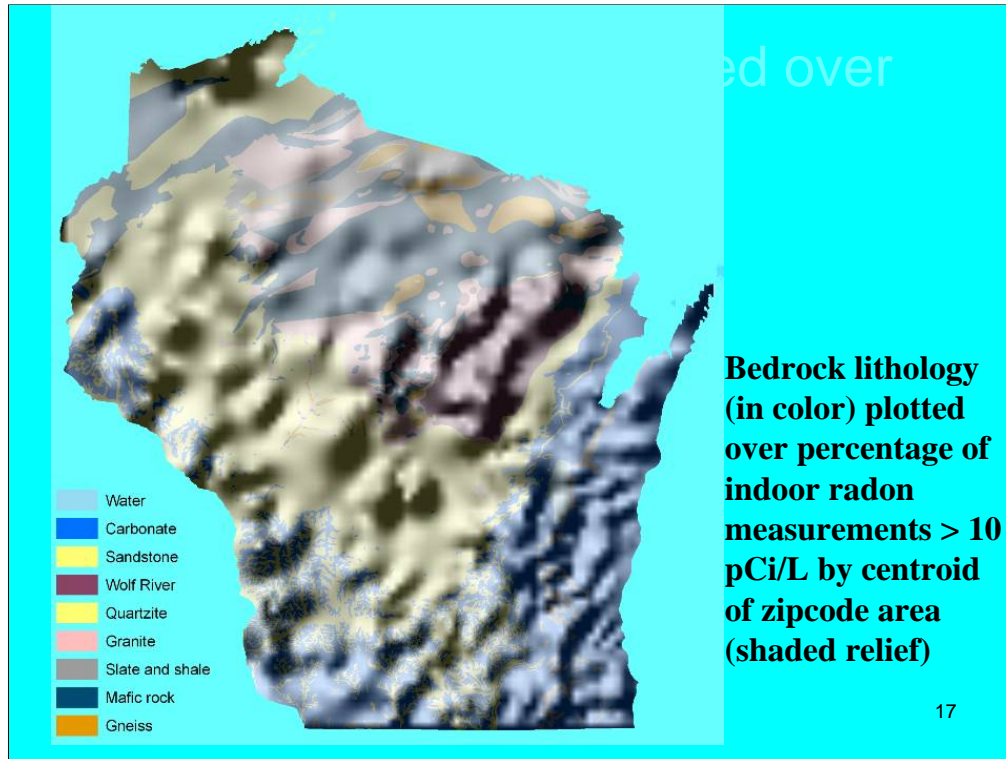 ed over
Bedrock lithology
(in color) plotted
over percentage of
indoor radon
measurements > 10
pCi/L by centroid
of zipcode area
(shaded relief)
Water
Carbonate
Sandstone
Wolf River
Quartzite
Granite
Slate and shale
Mafic rock
Gneiss
17